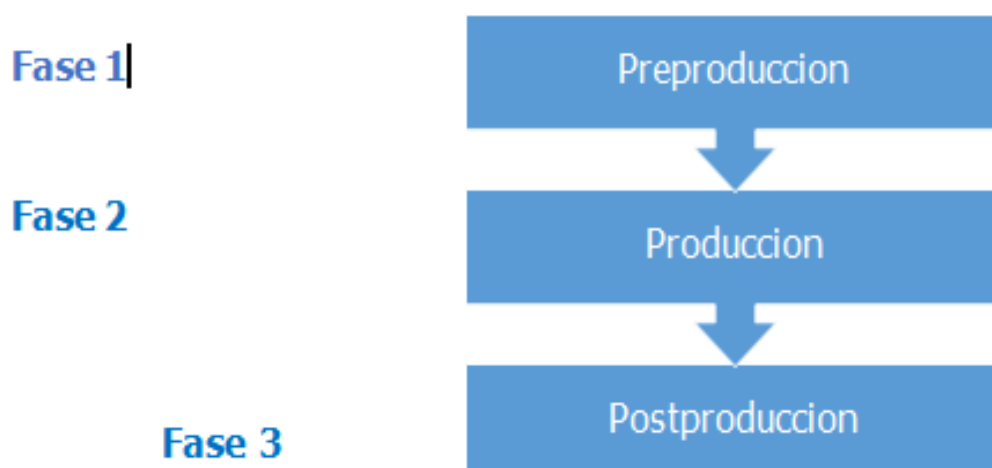 Fase 1
Preproduccion
Fase 2
Produccion
Fase 3
Postproduccion